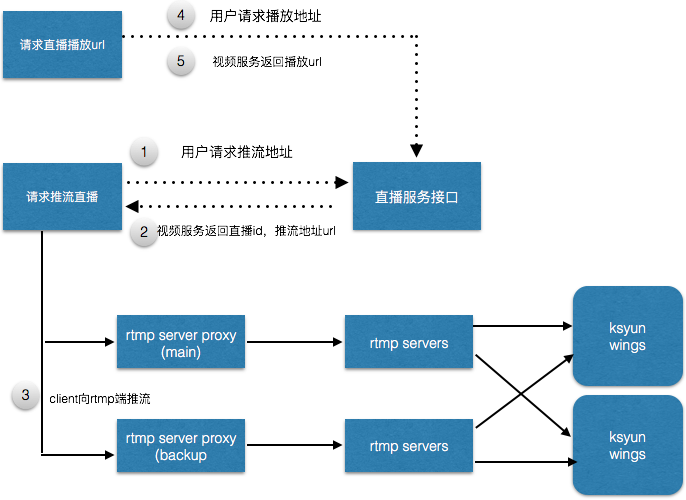 4 用户请求播放地址
请求直播播放url
5 视频服务返回播放url
1 用户请求推流地址
请求推流直播
直播服务接口
2 视频服务返回直播id，推流地址url
rtmp server proxy
(main)
rtmp servers
ksyun
wings
3 client向rtmp端推流
rtmp server proxy
(backup
rtmp servers
ksyun
wings